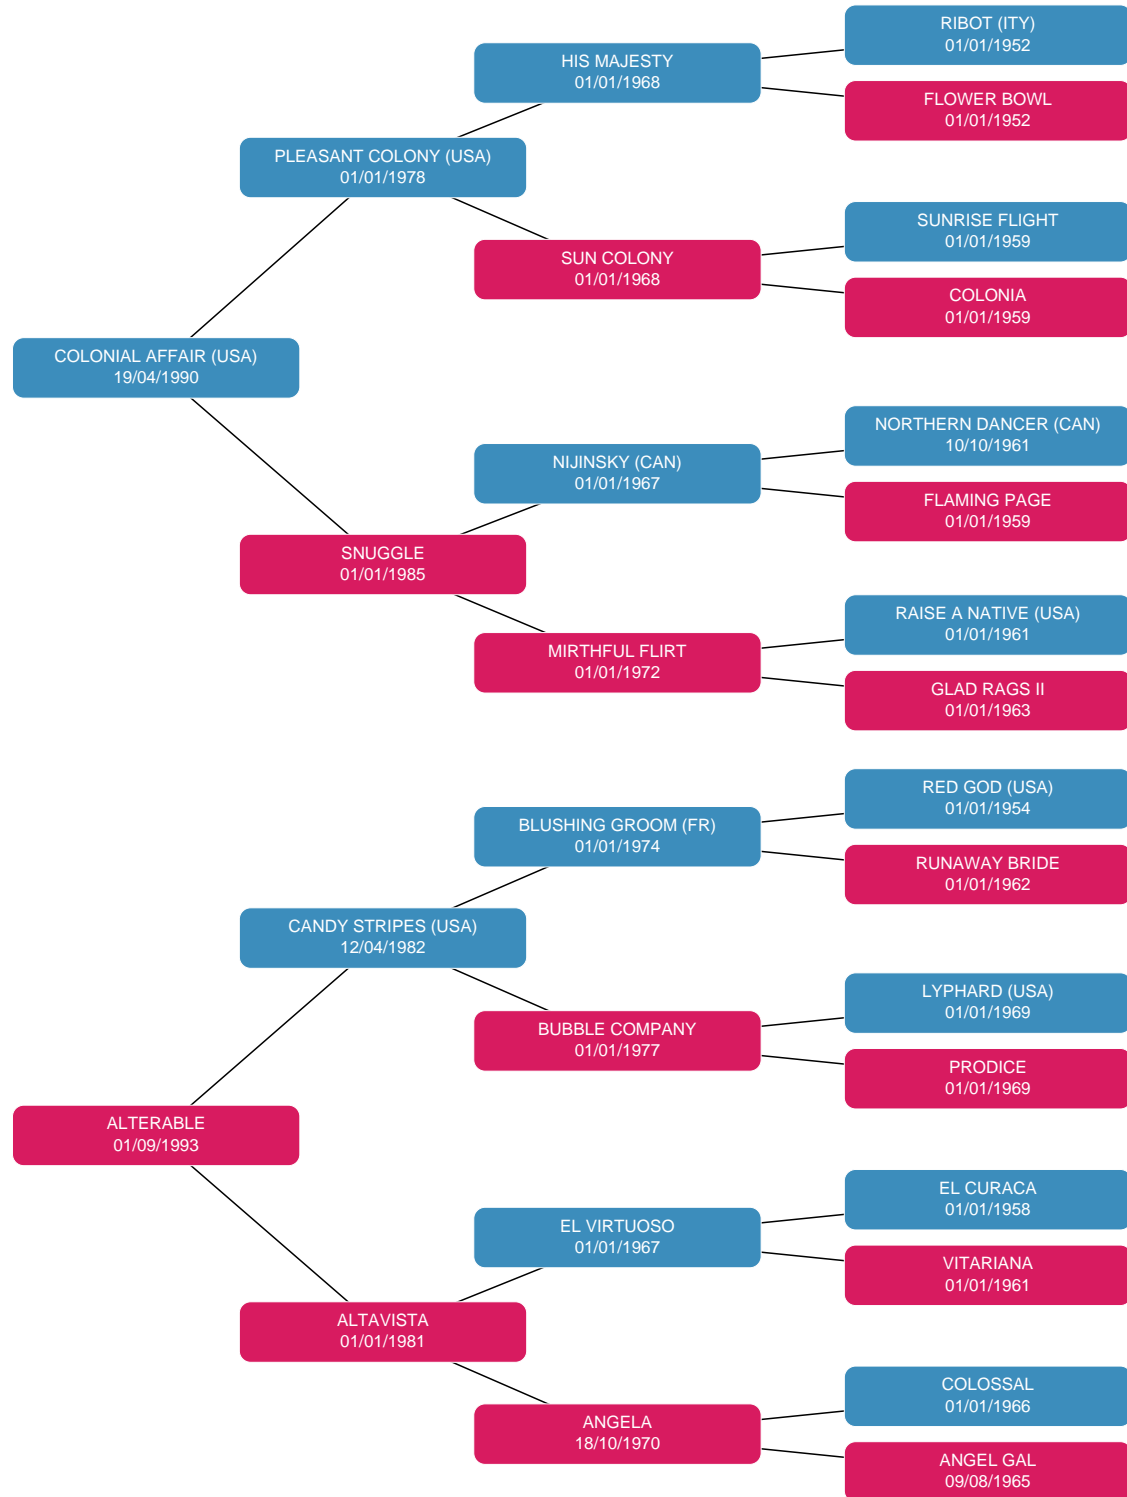 RIBOT (ITY)
01/01/1952
HIS MAJESTY
01/01/1968
FLOWER BOWL
01/01/1952
PLEASANT COLONY (USA)
01/01/1978
SUNRISE FLIGHT
01/01/1959
SUN COLONY
01/01/1968
COLONIA
01/01/1959
COLONIAL AFFAIR (USA)
19/04/1990
NORTHERN DANCER (CAN)
10/10/1961
NIJINSKY (CAN)
01/01/1967
FLAMING PAGE
01/01/1959
SNUGGLE
01/01/1985
RAISE A NATIVE (USA)
01/01/1961
MIRTHFUL FLIRT
01/01/1972
GLAD RAGS II
01/01/1963
RED GOD (USA)
01/01/1954
BLUSHING GROOM (FR)
01/01/1974
RUNAWAY BRIDE
01/01/1962
CANDY STRIPES (USA)
12/04/1982
LYPHARD (USA)
01/01/1969
BUBBLE COMPANY
01/01/1977
PRODICE
01/01/1969
ALTERABLE
01/09/1993
EL CURACA
01/01/1958
EL VIRTUOSO
01/01/1967
VITARIANA
01/01/1961
ALTAVISTA
01/01/1981
COLOSSAL
01/01/1966
ANGELA
18/10/1970
ANGEL GAL
09/08/1965